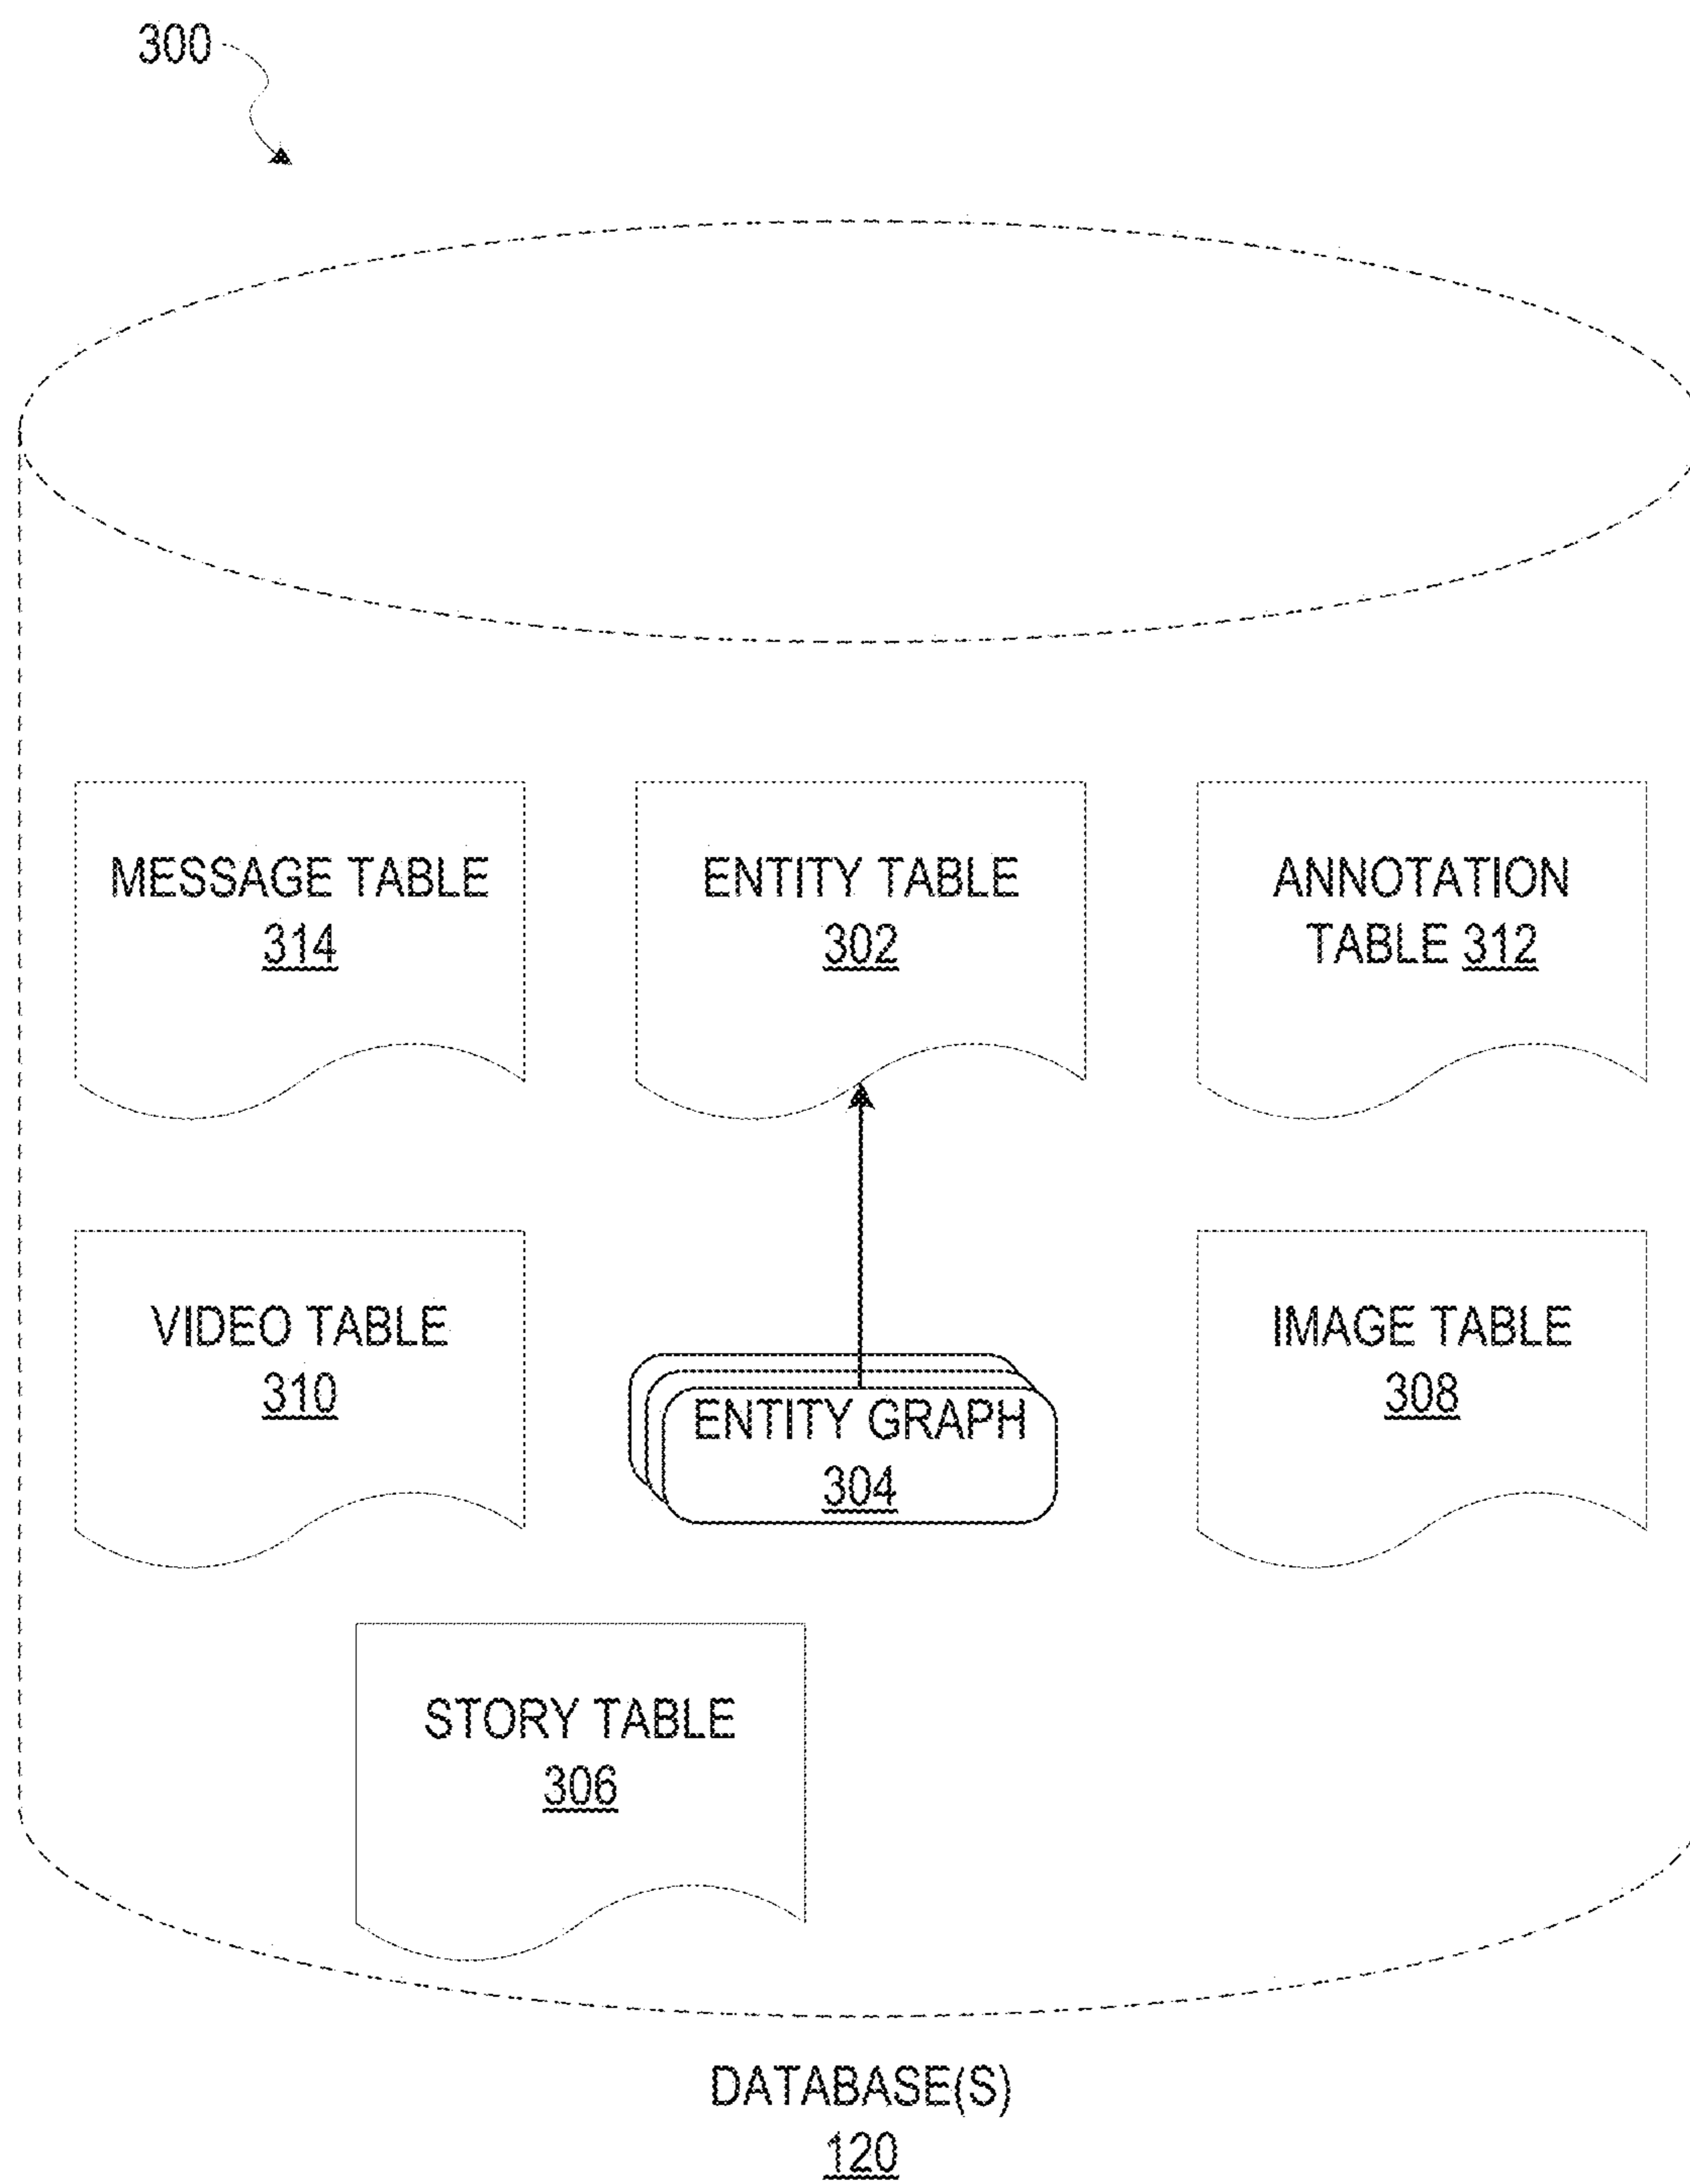 300
MESSAGE TABLE
314
ENTITY TABLE
302
ANNOTATION
TABLE 312
VIDEO TABLE
310
ENTITY GRAPH
304
IMAGE TABLE
308
STORY TABLE
306
DATABASE(S)
120